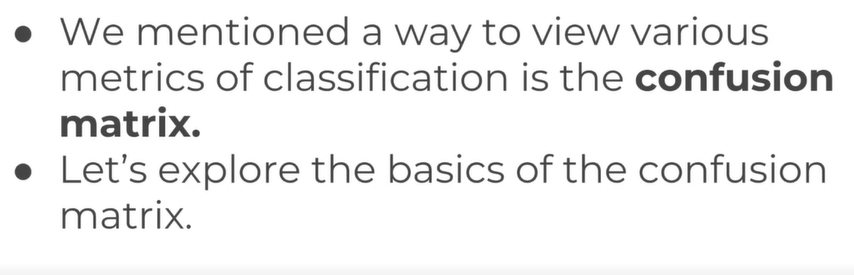 • We mentioned a way to view various
metrics of classification is the confusion
matrix.
• Let’s explore the basics of the confusion
matrix.